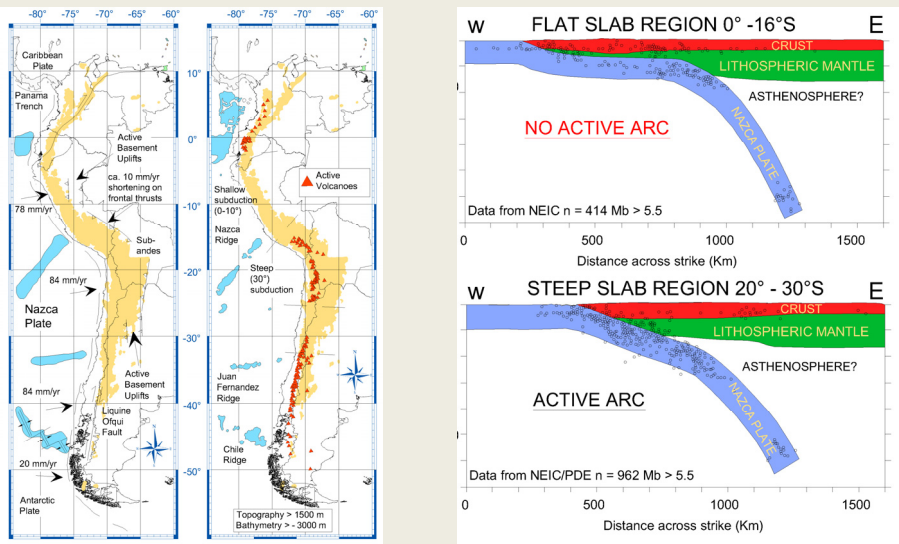 -80° -75° -70° -65° -60°
Caribbean
Plate
Panama
Trench
Active
Basement
Uplifts
ca. 10 mm/yr
shortening on
frontal thrusts
78 mm/yr
Sub-
andes
84 mm/yr
Nazca
Plate
84 mm/yr
Active
Basement
Uplifts
Liquine
Ofqui
Fault
20 mm/yr
Antarctic
Plate
10°
0°
-10°
-20°
-30°
-40°
-50°
-80° -75° -70° -65° -60°
Active
Volcanoes
Shallow
subduction
(0-10°)
Nazca
Ridge
Steep
(30°)
subduction
Juan
Fernandez
Ridge
Chile
Ridge
Topography > 1500 m
Bathymetry > - 3000 m
FLAT SLAB REGION 0° -16°S
W E
CRUST
LITHOSPHERIC MANTLE
ASTHENOSPHERE?
NO ACTIVE ARC
NAZCA PLATE
Data from NEIC n = 414 Mb > 5.5
0 500 1000 1500
Distance across strike (Km)
STEEP SLAB REGION 20° - 30°S
W E
CRUST
LITHOSPHERIC MANTLE
ASTHENOSPHERE?
ACTIVE ARC
NAZCA PLATE
Data from NEIC/PDE n = 962 Mb > 5.5
0 500 1000 1500
Distance across strike (Km)